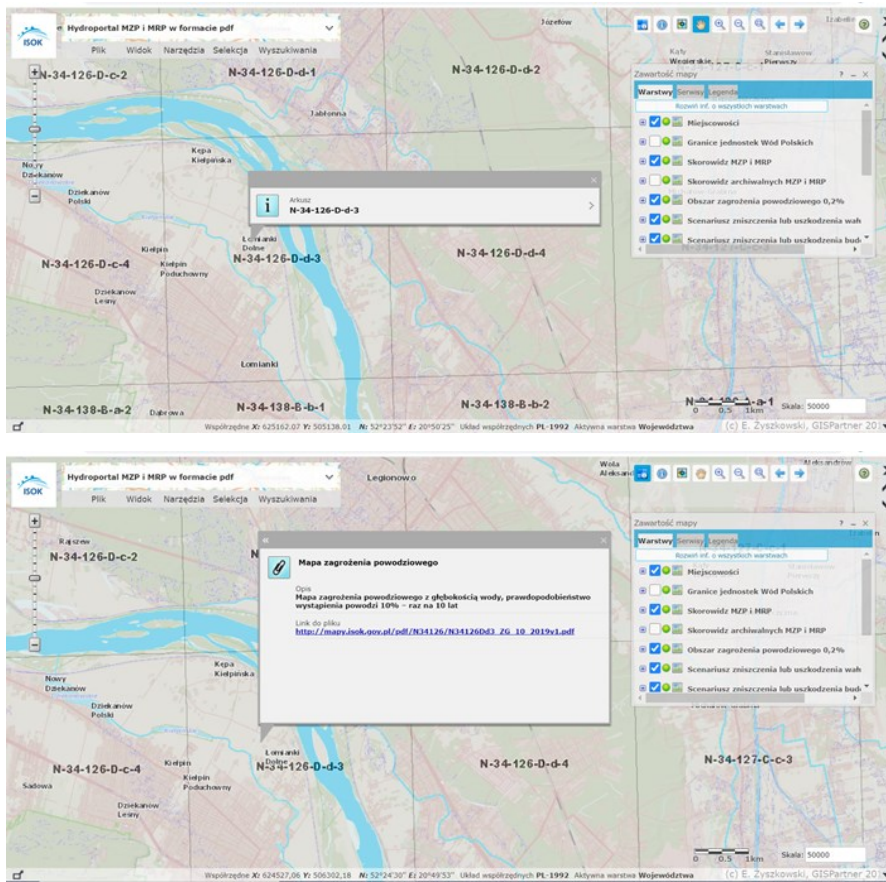 Hydroportal MZP i MRP w formacie pdf
ISOK
Plik Widok Narzędzia Selekcja Wyszukiwania
Józefow
Izabelin
Kąty
Węgierskie
Stanisławowo
Pierwszy
N-34-126-D-c-2
N-34-126-D-d-1
N-34-126-D-d-2
Zawartość mapy
Warstwy Serwisy Legenda
Rozwiń inf. o wszystkich warstwach
Miejscowości
Granice jednostek Wód Polskich
Skorowidz MZP i MRP
Skorowidz archiwalnych MZP i MRP
Obszar zagrożenia powodziowego 0,2%
Scenariusz zniszczenia lub uszkodzenia wał
Scenariusz zniszczenia lub uszkodzenia bud
Jabłonna
Kępa
Kiełpińska
Nowy
Dziekanów
Dziekanów
Polski
Arkusz
N-34-126-D-d-3
Łomianki
Dolne
Kiełpin
N-34-126-D-c-4
Kiełpin
Poduchowny
N-34-126-D-d-3
N-34-126-D-d-4
Dziekanów
Leśny
Łomianki
N-34-138-B-a-2
Dąbrowa
N-34-138-B-b-1
N-34-138-B-b-2
0 0.5 1km
Skala: 50000
Współrzędne X: 625162.07 Y: 505138.01 N: 52°23'52" E: 20°50'25" Układ współrzędnych PL-1992 Aktywna warstwa Województwa
(c) E. Żyszkowski, GISPartner 201
Hydroportal MZP i MRP w formacie pdf
ISOK
Plik Widok Narzędzia Selekcja Wyszukiwania
Legionowo
Wola
Aleksandrów
Rajszew
N-34-126-D-c-2
Zawartość mapy
Warstwy Serwisy Legenda
Rozwiń inf. o wszystkich warstwach
Miejscowości
Granice jednostek Wód Polskich
Skorowidz MZP i MRP
Skorowidz archiwalnych MZP i MRP
Obszar zagrożenia powodziowego 0,2%
Scenariusz zniszczenia lub uszkodzenia wał
Scenariusz zniszczenia lub uszkodzenia bud
Mapa zagrożenia powodziowego
Opis
Mapa zagrożenia powodziowego z głębokością wody, prawdopodobieństwo
wystąpienia powodzi 10% – raz na 10 lat
Link do pliku
http://mapy.isok.gov.pl/pdf/N34126/N34126Dd3_ZG_10_2019v1.pdf
Kępa
Kiełpińska
Nowy
Dziekanów
Dziekanów
Polski
Łomianki
Dolne
N-34-126-D-c-4
Kiełpin
N-34-126-D-d-3
N-34-126-D-d-4
N-34-127-C-c-3
Sadowa
Kiełpin
Poduchowny
Dziekanów
Leśny
0 0.5 1km
Skala: 50000
Współrzędne X: 624527,06 Y: 506302,18 N: 52°24'30" E: 20°49'53" Układ współrzędnych PL-1992 Aktywna warstwa Województwa
(c) E. Żyszkowski, GISPartner 201